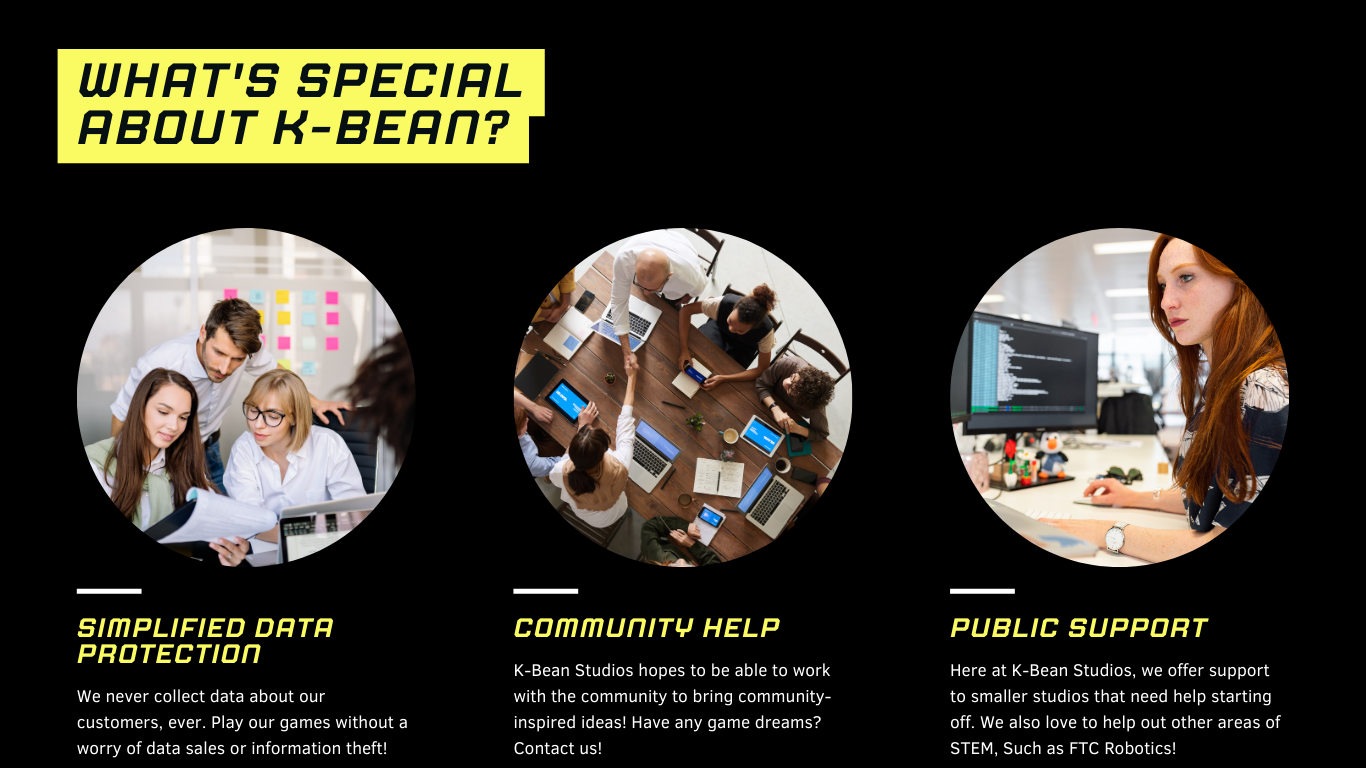 WHAT'S SPECIAL
ABOUT K-BEAN?
SIMPLIFIED DATA
PROTECTION
We never collect data about our
customers, ever. Play our games without a
worry of data sales or information theft!
COMMUNITY HELP
K-Bean Studios hopes to be able to work
with the community to bring community-
inspired ideas! Have any game dreams?
Contact us!
PUBLIC SUPPORT
Here at K-Bean Studios, we offer support
to smaller studios that need help starting
off. We also love to help out other areas of
STEM, Such as FTC Robotics!